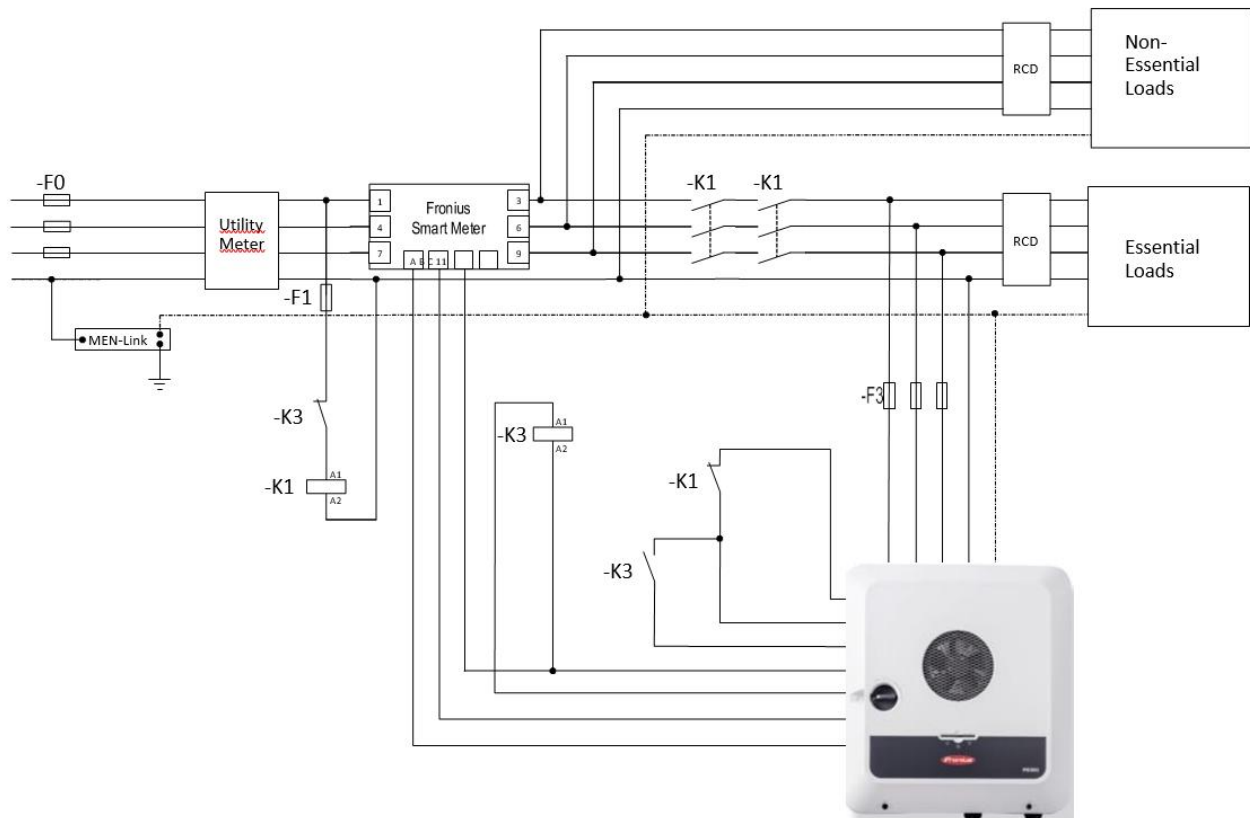 Non-
Essential
Loads
RCD
-F0
-K1
-K1
Utility
Meter
1
4
7
Fronius
Smart Meter
A B C 11
3
6
9
RCD
Essential
Loads
-F1
MEN-Link
-K3
-K3
A1
A2
-F3
-K1
A1
A2
-K1
-K3
Fronius